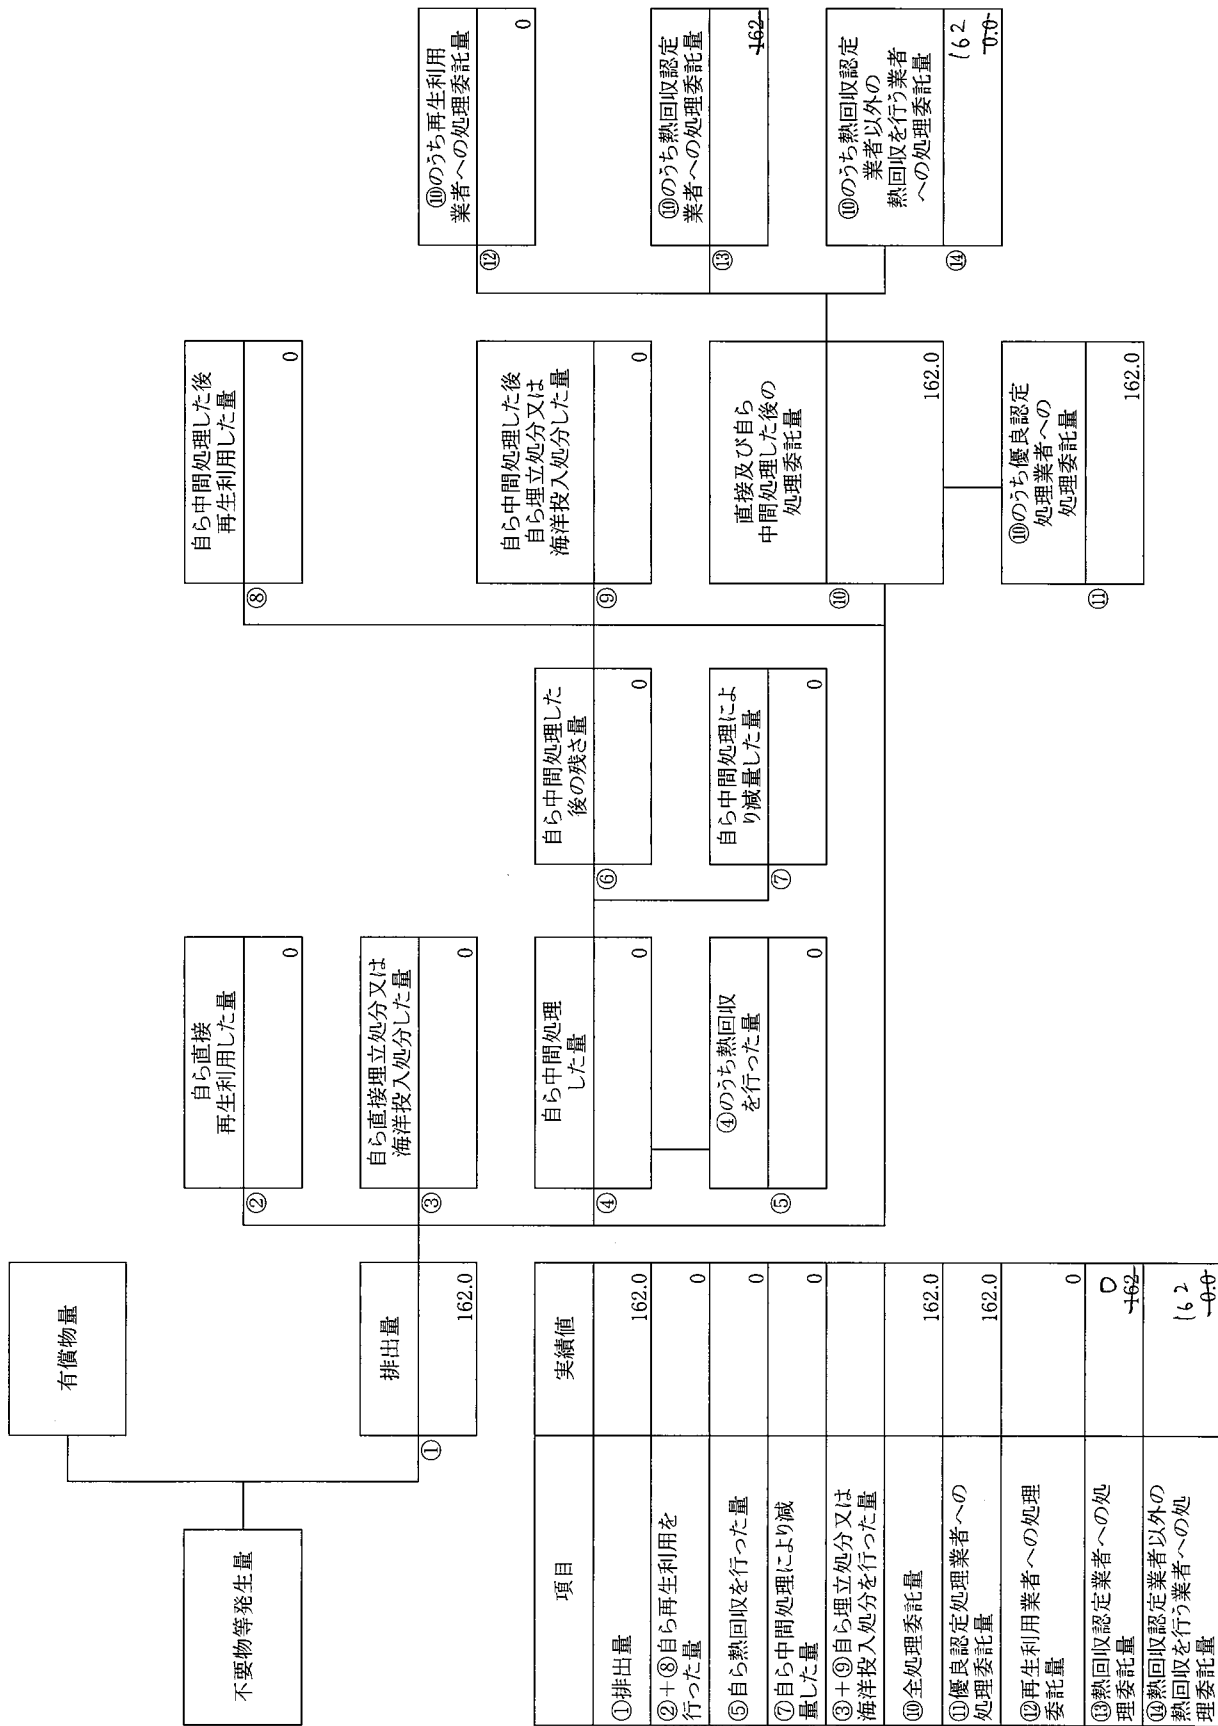 不要物等発生量
有償物量
①
排出量
162.0
②
自ら直接
再生利用した量
0
③
自ら直接埋立処分又は
海洋投入処分した量
0
④
自ら中間処理
した量
0
⑤
④のうち熱回収
を行った量
0
⑥
自ら中間処理した
後の残さ量
0
⑦
自ら中間処理によ
り減量した量
0
⑧
自ら中間処理した後
再生利用した量
0
⑨
自ら中間処理した後
自ら埋立処分又は
海洋投入処分した量
0
⑩
直接及び自ら
中間処理した後の
処理委託量
162.0
⑪
⑩のうち優良認定
処理業者への
処理委託量
162.0
⑫
⑩のうち再生利用
業者への処理委託量
0
⑬
⑩のうち熱回収認定
業者への処理委託量
162
⑭
⑩のうち熱回収認定
業者以外の
熱回収を行う業者
への処理委託量
162
0.0
項目 実績値
①排出量 162.0
②+⑧自ら再生利用を
行った量 0
⑤自ら熱回収を行った量 0
⑦自ら中間処理により減
量した量 0
③+⑨自ら埋立処分又は
海洋投入処分を行った量
⑩全処理委託量 162.0
⑪優良認定処理業者への
処理委託量 162.0
⑫再生利用業者への処理
委託量 0
⑬熱回収認定業者への処 0
理委託量 162
⑭熱回収認定業者以外の
熱回収を行う業者への処 162
理委託量 0.0